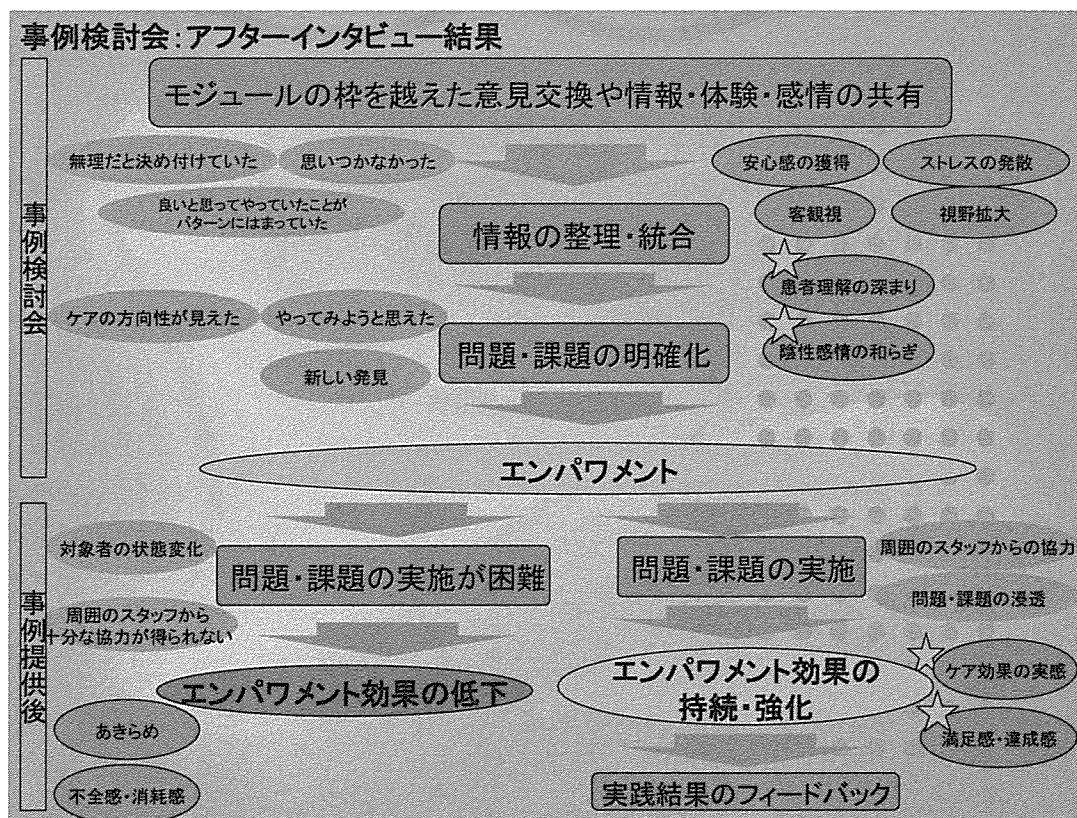 事例検討会:アフターインタビュー結果
事例検討会
モジュールの枠を越えた意見交換や情報・体験・感情の共有
無理だと決め付けていた
思いつかなかった
良いと思ってやっていたことが
パターンにはまっていた
安心感の獲得
ストレスの発散
客観視
視野拡大
情報の整理・統合
患者理解の深まり
ケアの方向性が見えた
やってみようと思えた
新しい発見
問題・課題の明確化
陰性感情の和らぎ
エンパワメント
事例提供後
対象者の状態変化
周囲のスタッフから
十分な協力が得られない
問題・課題の実施が困難
エンパワメント効果の低下
あきらめ
不全感・消耗感
問題・課題の実施
周囲のスタッフからの協力
問題・課題の浸透
エンパワメント効果の
持続・強化
ケア効果の実感
満足感・達成感
実践結果のフィードバック